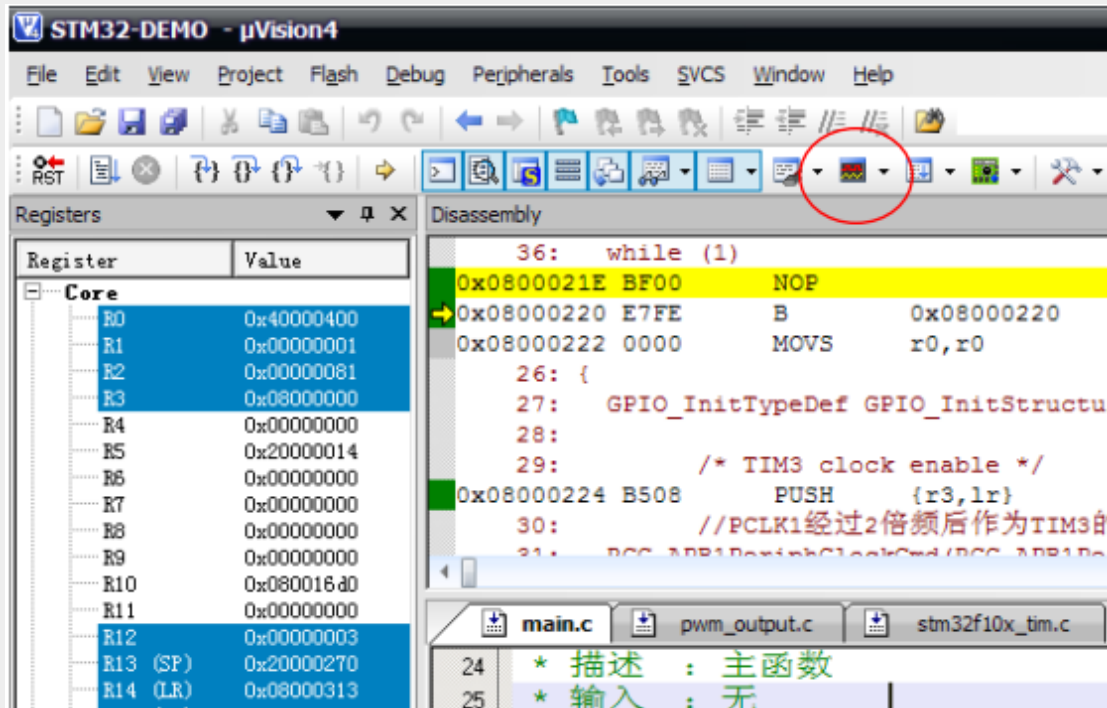 STM32-DEMO - µVision4
File Edit View Project Flash Debug Peripherals Tools SVCS Window Help
RST
Registers
Disassembly
Register Value
Core
R0 0x40000400
R1 0x00000001
R2 0x00000081
R3 0x08000000
R4 0x00000000
R5 0x20000014
R6 0x00000000
R7 0x00000000
R8 0x00000000
R9 0x00000000
R10 0x080016d0
R11 0x00000000
R12 0x00000003
R13 (SP) 0x20000270
R14 (LR) 0x08000313
36: while (1)
0x0800021E BF00 NOP
0x08000220 E7FE B 0x08000220
0x08000222 0000 MOVS r0,r0
26: {
27: GPIO_InitTypeDef GPIO_InitStructu
28:
29: /* TIM3 clock enable */
0x08000224 B508 PUSH {r3,lr}
30: //PCLK1经过2倍频后作为TIM3的
31: RCC_APB1PeriphClockCmd(RCC_APB1Pe
main.c pwm_output.c stm32f10x_tim.c
24 * 描述 : 主函数
25 * 输入 : 无